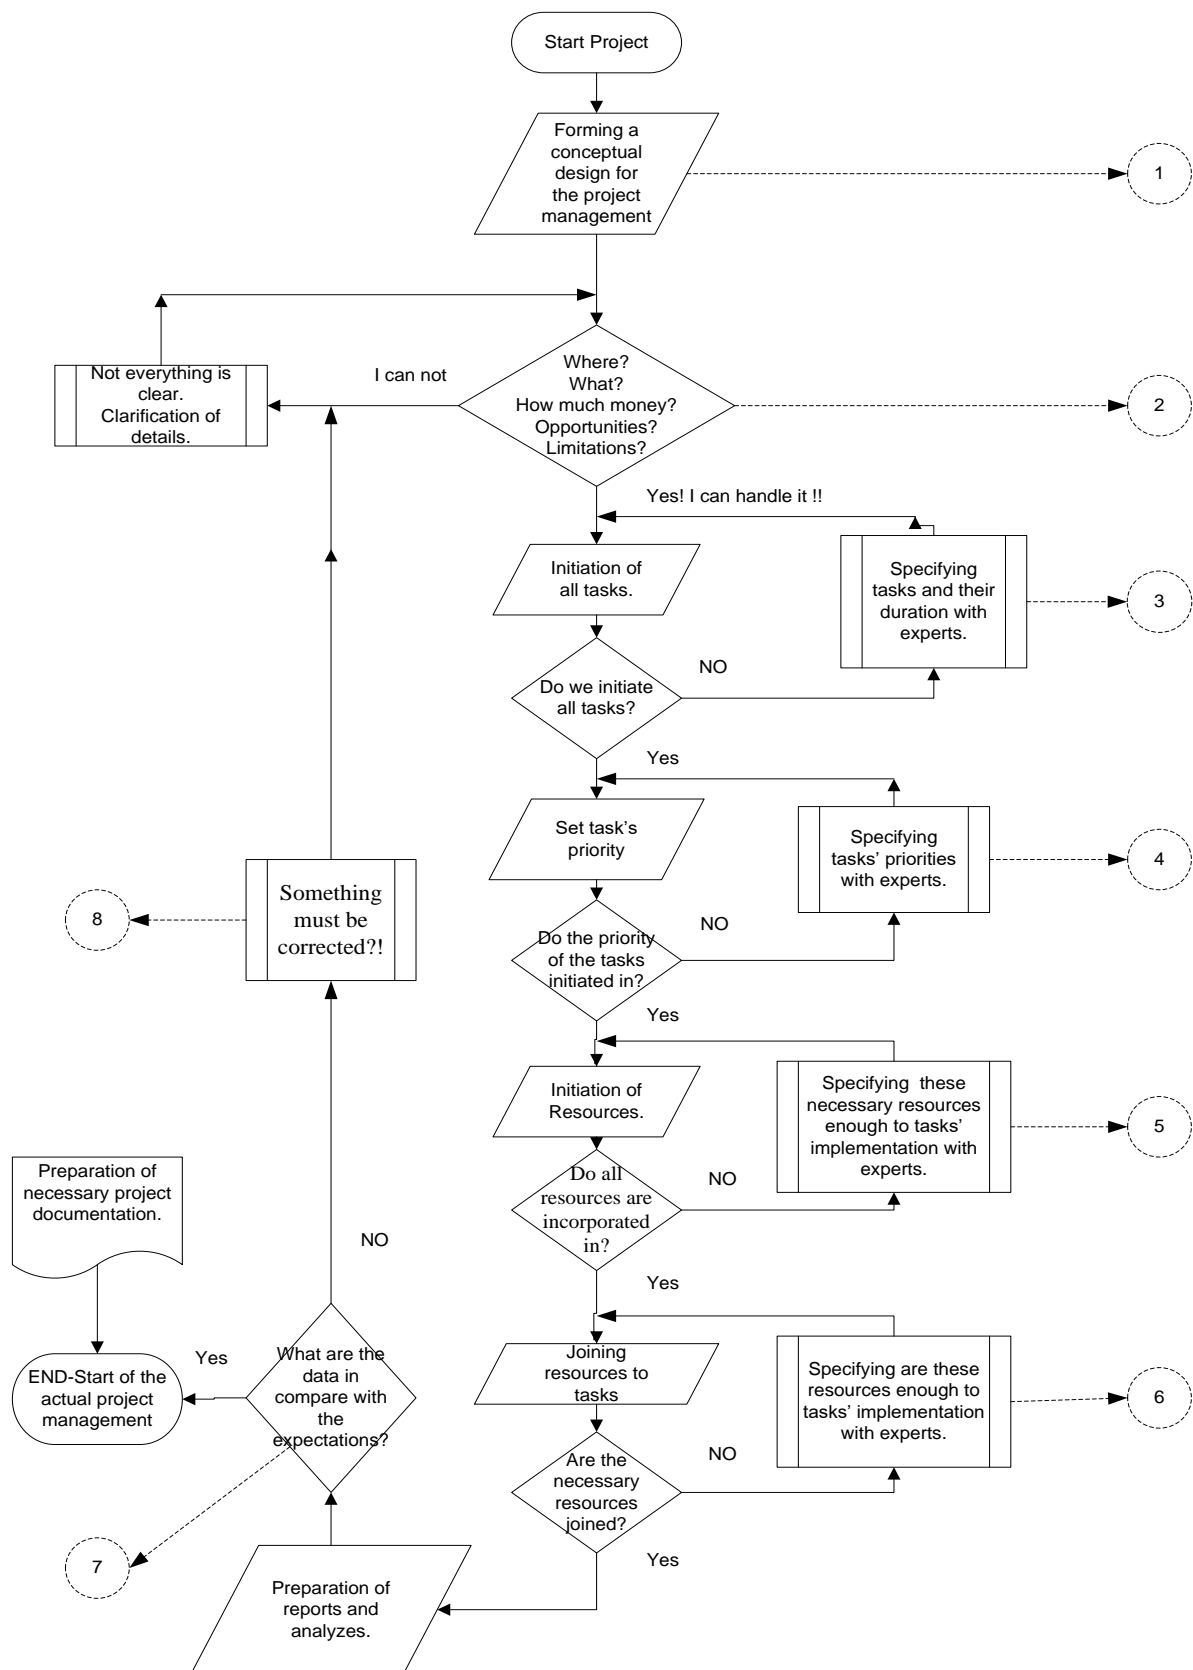 Start Project
Forming a
conceptual
design for
the project
management
1
Where?
What?
How much money?
Opportunities?
Limitations?
I can not
Not everything is
clear.
Clarification of
details.
2
Yes! I can handle it !!
Initiation of
all tasks.
Specifying
tasks and their
duration with
experts.
3
Do we initiate
all tasks?
NO
Yes
Set task's
priority
Specifying
tasks' priorities
with experts.
4
Something
must be
corrected?!
8
Do the priority
of the tasks
initiated in?
NO
Yes
Initiation of
Resources.
Specifying  these
necessary resources
enough to tasks'
implementation with
experts.
5
Do all
resources are
incorporated
in?
NO
Yes
Preparation of
necessary project
documentation.
NO
Joining
resources to
tasks
Specifying are these
resources enough to
tasks' implementation
with experts.
6
What are the
data in
compare with
the
expectations?
Yes
END-Start of the
actual project
management
Are the
necessary
resources
joined?
NO
Yes
7
Preparation of
reports and
analyzes.